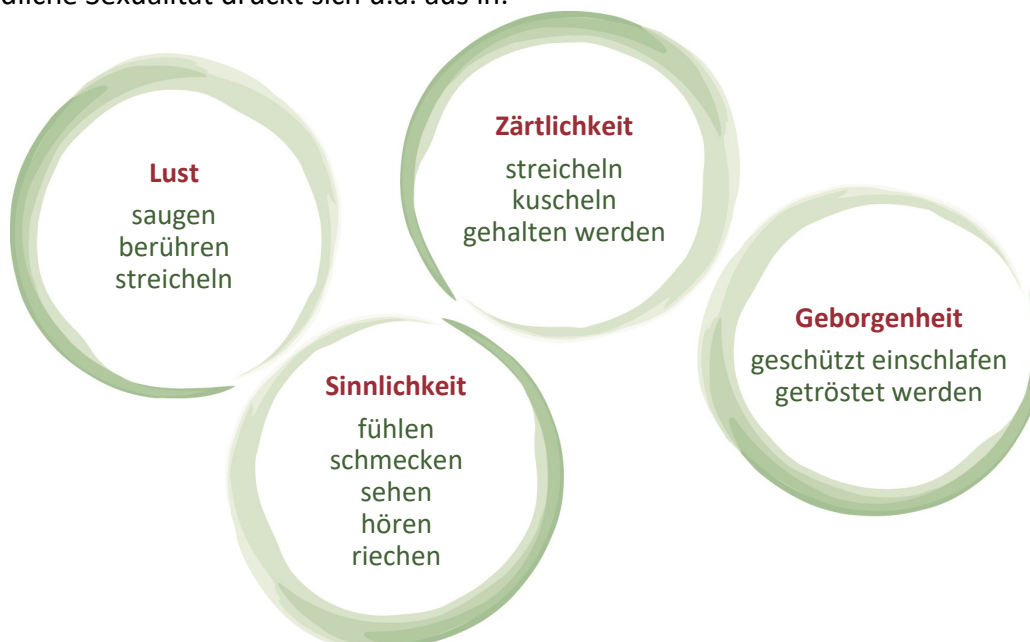 dliche Sexualität drückt sich u.a. aus in:
Lust
saugen
berühren
streicheln
Zärtlichkeit
streicheln
kuscheln
gehalten werden
Sinnlichkeit
fühlen
schmecken
sehen
hören
riechen
Geborgenheit
geschützt einschlafen
getröstet werden